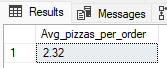 Results Messages
Avg_pizzas_per_order
1 2.32